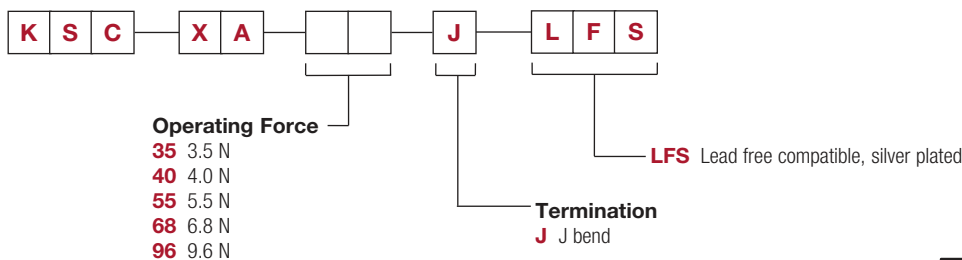 K S C X A J L F S
Operating Force
35 3.5 N
40 4.0 N
55 5.5 N
68 6.8 N
96 9.6 N
LFS Lead free compatible, silver plated
Termination
J J bend